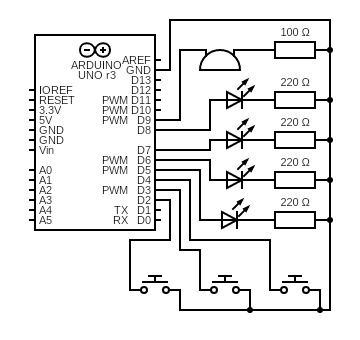 100 Ω
AREF
ARDUINO GND
UNO r3 D13
D12
220 Ω
IOREF
RESET PWM D11
3.3V PWM D10
5V PWM D9
GND D8
220 Ω
GND
Vin D7
PWM D6
220 Ω
A0 PWM D5
A1 D4
A2 PWM D3
A3 D2
220 Ω
A4 TX D1
A5 RX D0